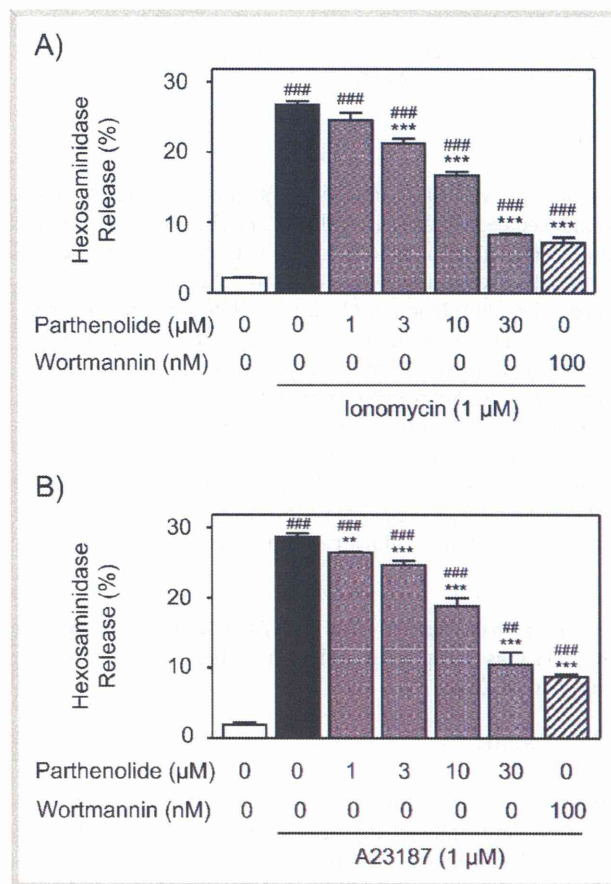 A)
Hexosaminidase
Release (%)
30
20
10
0
### ### ### ### ### ###
*** *** *** ***
Parthenolide (µM) 0 0 1 3 10 30 0
Wortmannin (nM) 0 0 0 0 0 0 100
Ionomycin (1 µM)
B)
Hexosaminidase
Release (%)
30
20
10
0
### ### ### ### ## ###
** *** *** *** ***
Parthenolide (µM) 0 0 1 3 10 30 0
Wortmannin (nM) 0 0 0 0 0 0 100
A23187 (1 µM)